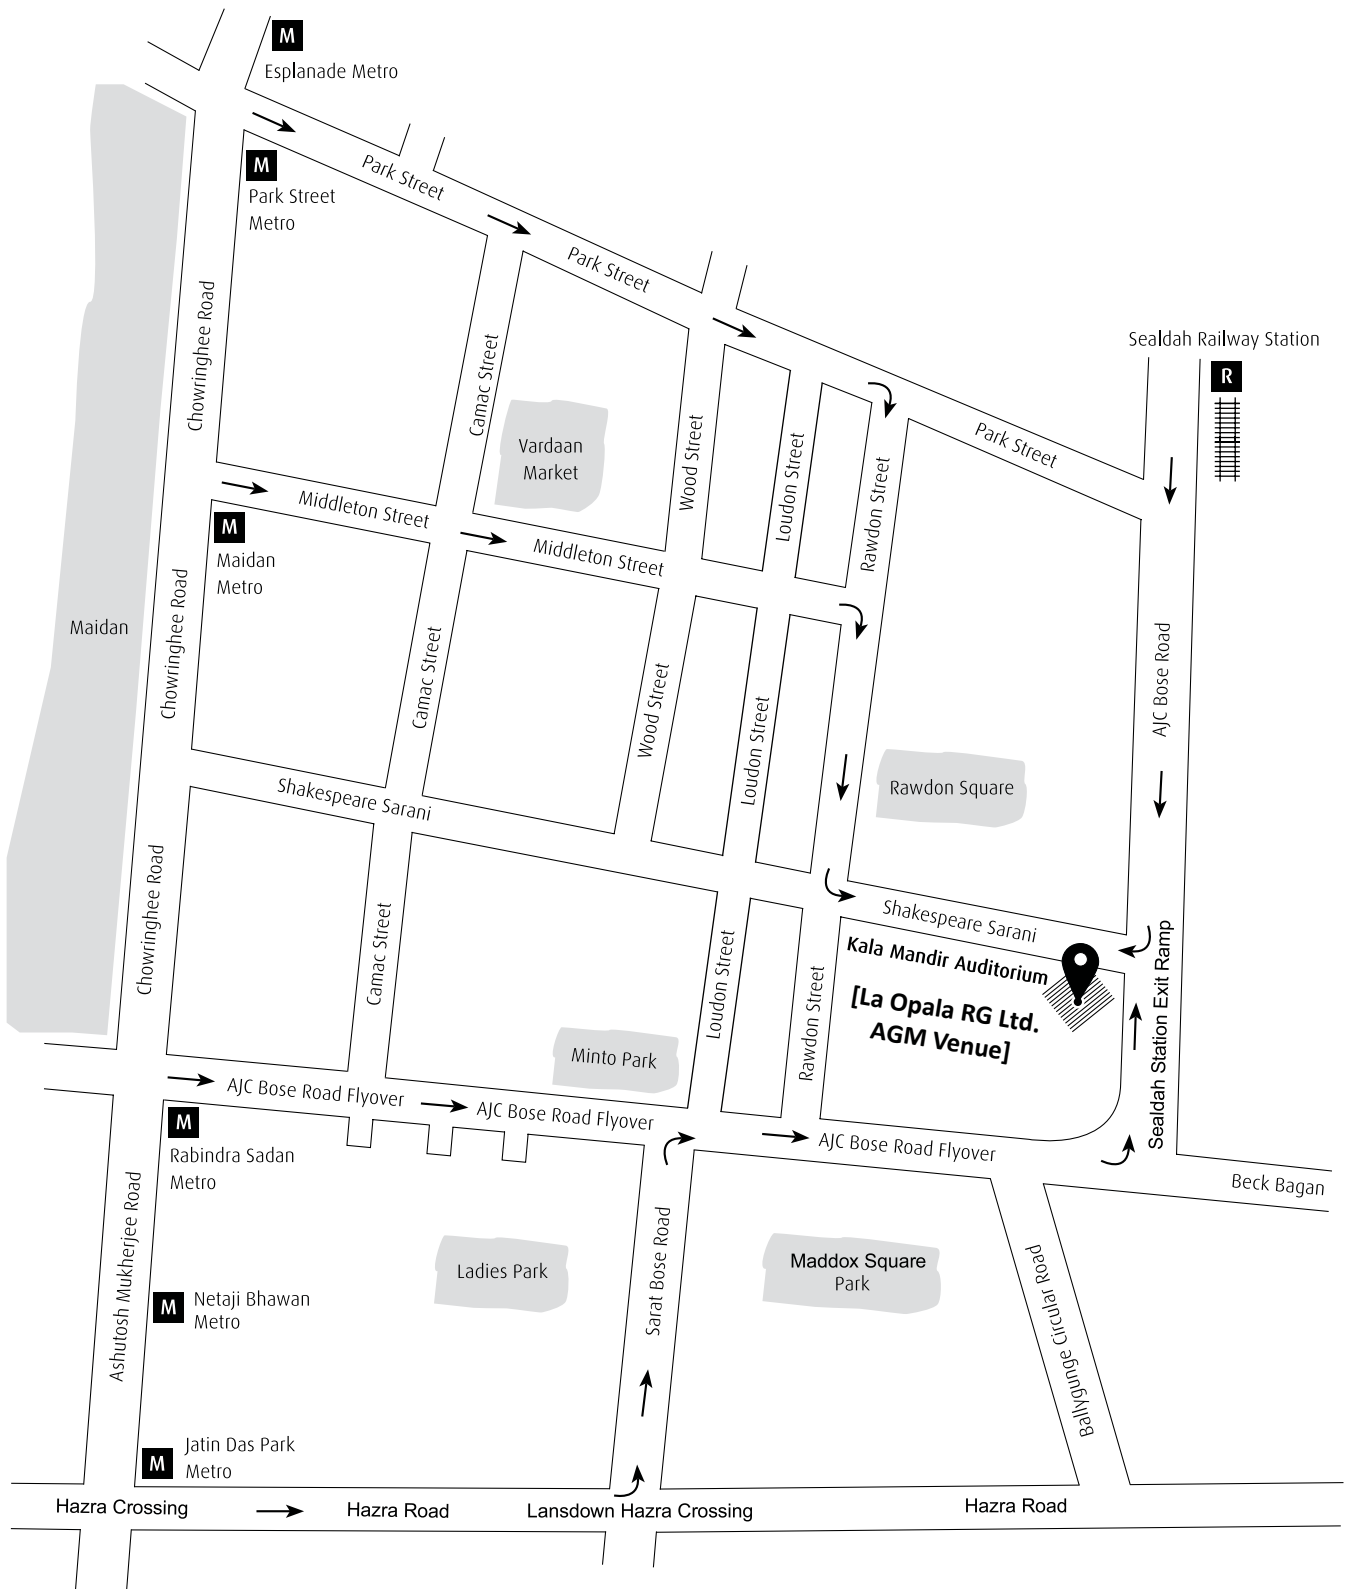 M
Esplanade Metro
M
Park Street
Metro
Park Street
Park Street
Park Street
Sealdah Railway Station
R
Chowringhee Road
Camac Street
Vardaan
Market
Wood Street
Loudon Street
Rawdon Street
Middleton Street
Middleton Street
M
Maidan
Metro
Maidan
Chowringhee Road
Camac Street
Wood Street
Loudon Street
AJC Bose Road
Rawdon Square
Shakespeare Sarani
Chowringhee Road
Camac Street
Loudon Street
Rawdon Street
Shakespeare Sarani
Kala Mandir Auditorium
[La Opala RG Ltd.
AGM Venue]
Sealdah Station Exit Ramp
Minto Park
AJC Bose Road Flyover
AJC Bose Road Flyover
AJC Bose Road Flyover
Beck Bagan
M
Rabindra Sadan
Metro
Ashutosh Mukherjee Road
Ladies Park
Sarat Bose Road
Maddox Square
Park
Ballygunge Circular Road
M
Netaji Bhawan
Metro
M
Jatin Das Park
Metro
Hazra Crossing
Hazra Road
Lansdown Hazra Crossing
Hazra Road